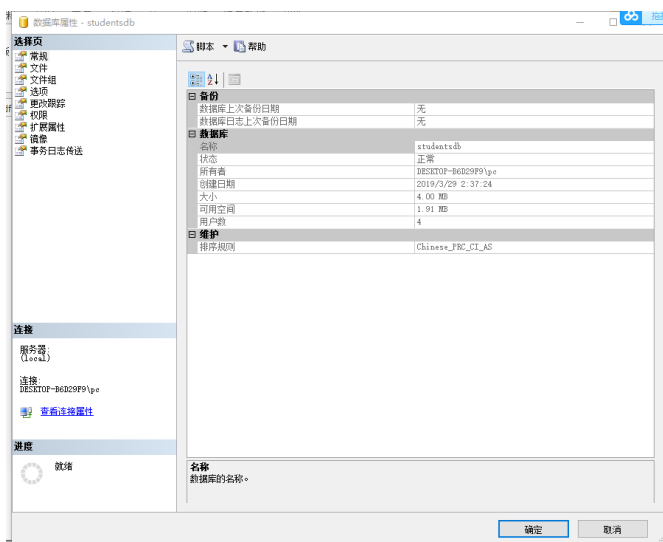 数据库属性 - studentsdb
选择页
常规
文件
文件组
选项
更改跟踪
权限
扩展属性
镜像
事务日志传送
脚本 帮助
备份
数据库上次备份日期 无
数据库日志上次备份日期 无
数据库
名称 studentsdb
状态 正常
所有者 DESKTOP-B6D29F9\pc
创建日期 2019/3/29 2:37:24
大小 4.00 MB
可用空间 1.91 MB
用户数 4
维护
排序规则 Chinese_PRC_CI_AS
连接
服务器:
(local)
连接:
DESKTOP-B6D29F9\pc
查看连接属性
进度
就绪
名称
数据库的名称。
确定 取消